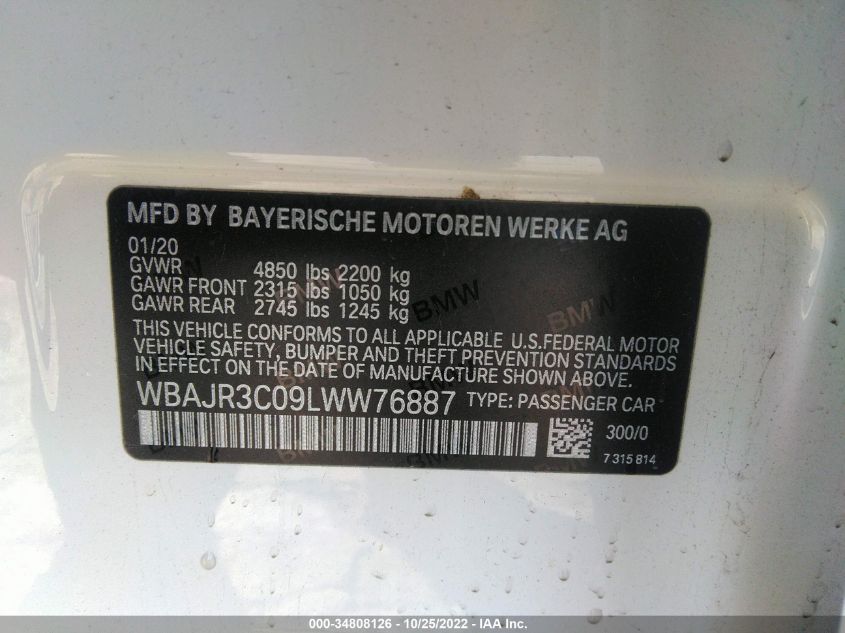 MFD BY BAYERISCHE MOTOREN WERKE AG
01/20
GVWR 4850 lbs 2200 kg
GAWR FRONT 2315 lbs 1050 kg
GAWR REAR 2745 lbs 1245 kg
THIS VEHICLE CONFORMS TO ALL APPLICABLE U.S.FEDERAL MOTOR
VEHICLE SAFETY, BUMPER AND THEFT PREVENTION STANDARDS
IN EFFECT ON THE DATE OF MANUFACTURE SHOWN ABOVE.
WBAJR3C09LWW76887 TYPE: PASSENGER CAR
300/0
7 315 814
BMW
BMW
000-34808126 - 10/25/2022 - IAA Inc.